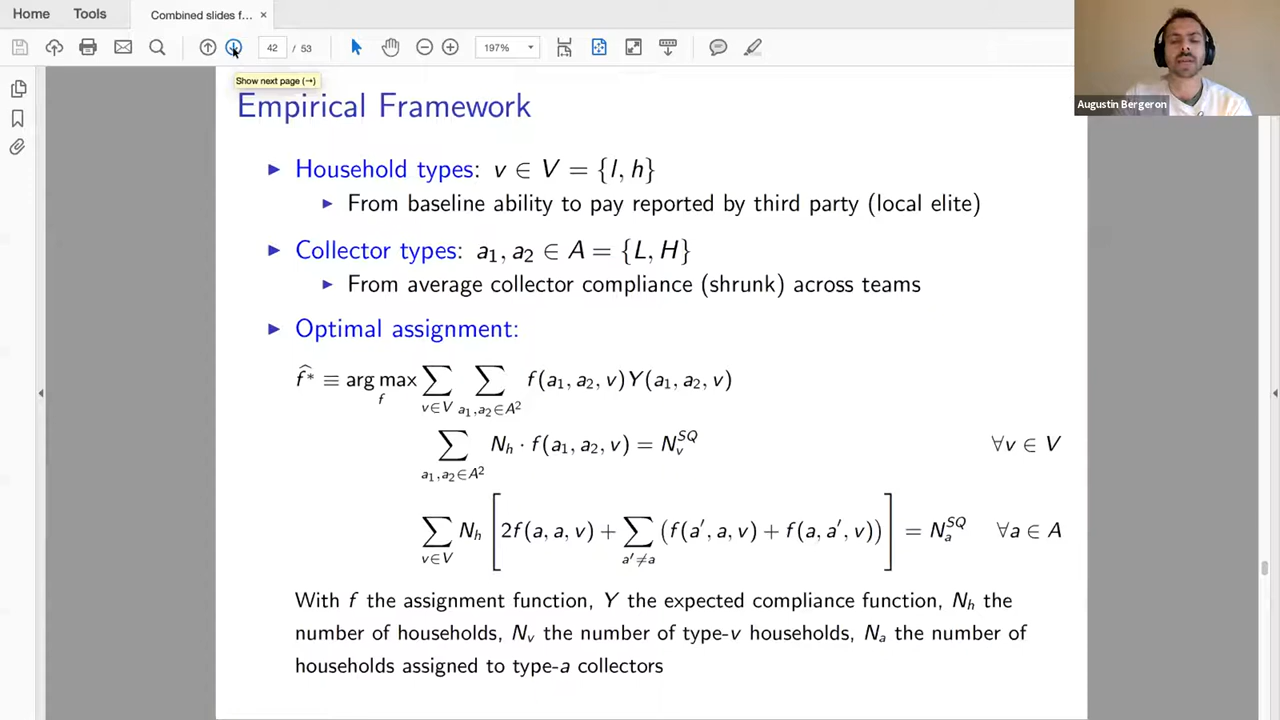 Home
Tools
Combined slides f...
×
42 / 53
197%
Show next page (→)
Augustin Bergeron
Empirical Framework
▶ Household types: v ∈ V = {l, h}
▶ From baseline ability to pay reported by third party (local elite)
▶ Collector types: a₁, a₂ ∈ A = {L, H}
▶ From average collector compliance (shrunk) across teams
▶ Optimal assignment:
f̂* ≡ arg max_f ∑_{v∈V} ∑_{a₁,a₂∈A²} f(a₁, a₂, v)Y(a₁, a₂, v)
∑_{a₁,a₂∈A²} N_h · f(a₁, a₂, v) = N_v^{SQ} ∀v ∈ V
∑_{v∈V} N_h [2f(a, a, v) + ∑_{a′≠a} (f(a′, a, v) + f(a, a′, v))] = N_a^{SQ} ∀a ∈ A
With f the assignment function, Y the expected compliance function, N_h the
number of households, N_v the number of type-v households, N_a the number of
households assigned to type-a collectors